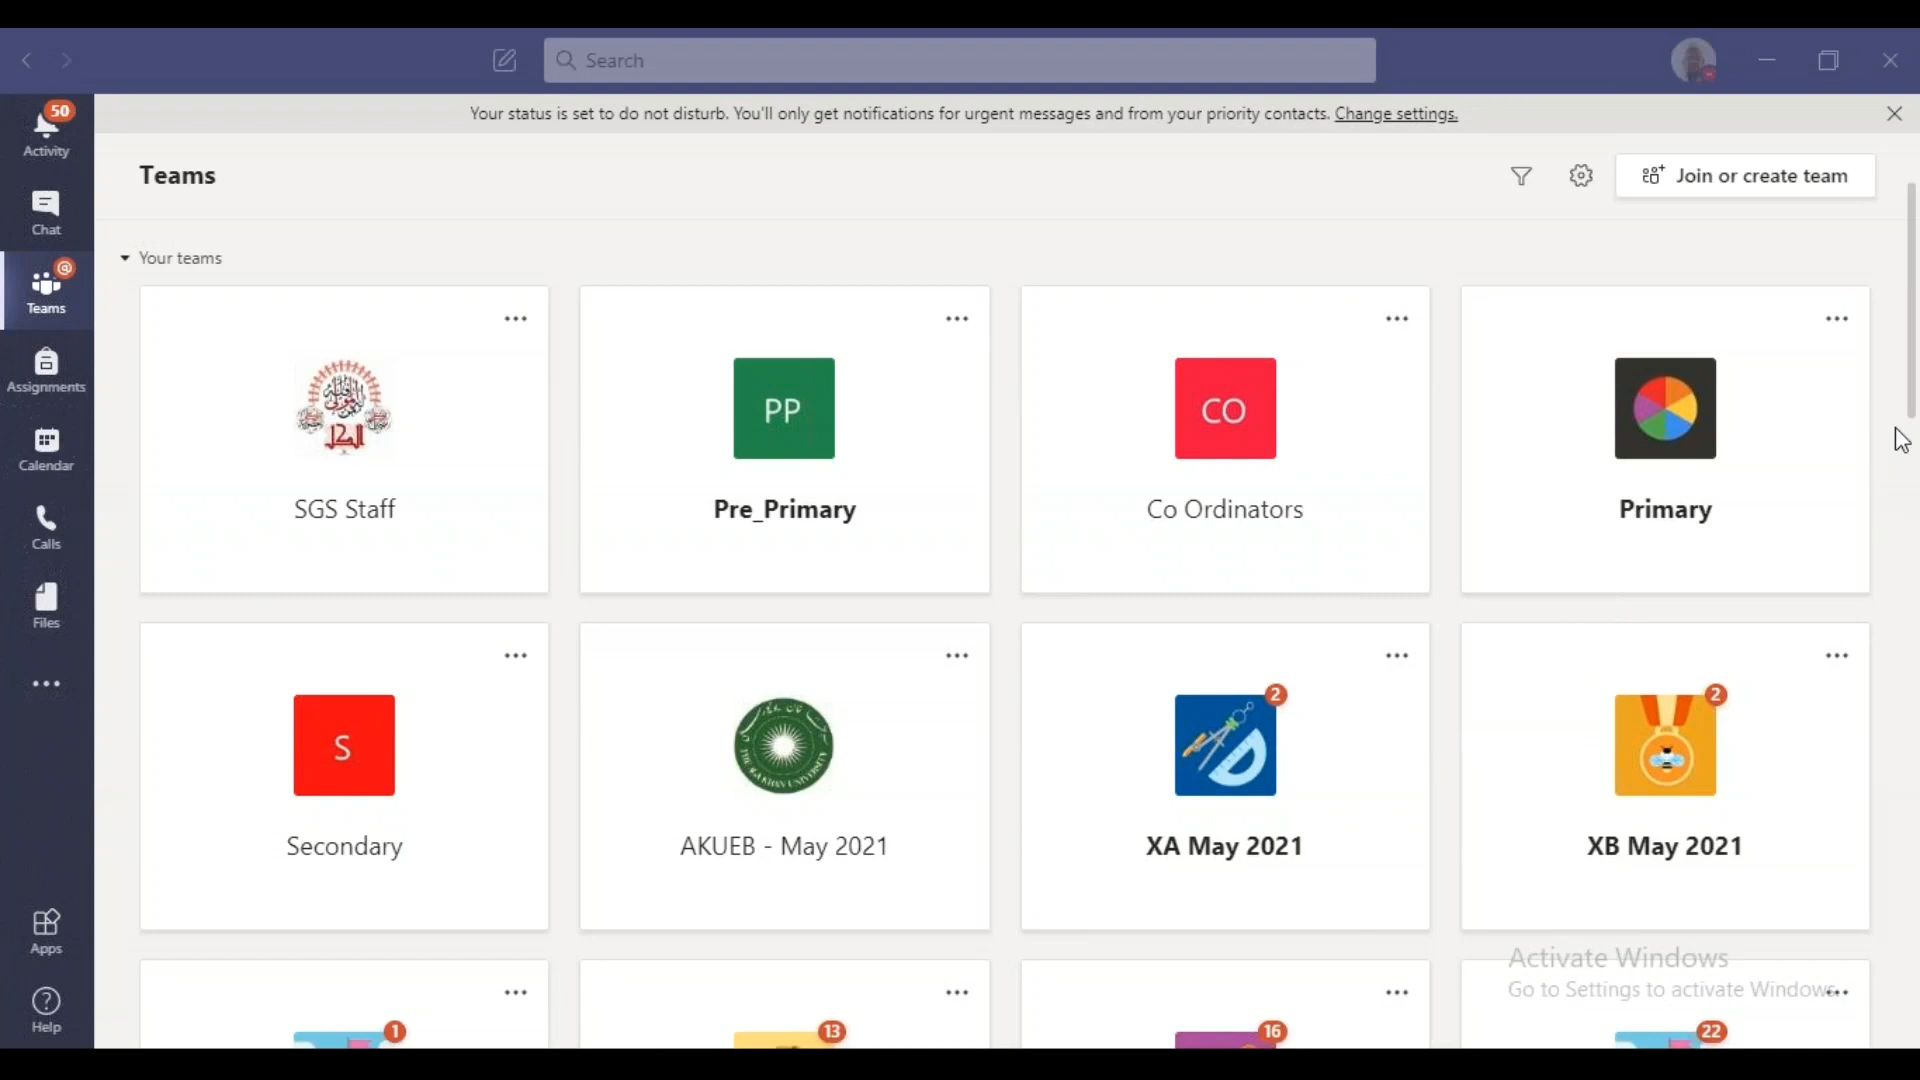 Search
Your status is set to do not disturb. You'll only get notifications for urgent messages and from your priority contacts. Change settings.
50
Activity
Chat
@
Teams
Assignments
Calendar
Calls
Files
Apps
Help
Teams
Join or create team
Your teams
SGS Staff
PP
Pre_Primary
CO
Co Ordinators
Primary
S
Secondary
AKUEB - May 2021
2
XA May 2021
2
XB May 2021
Activate Windows
Go to Settings to activate Windows.
1
13
16
22